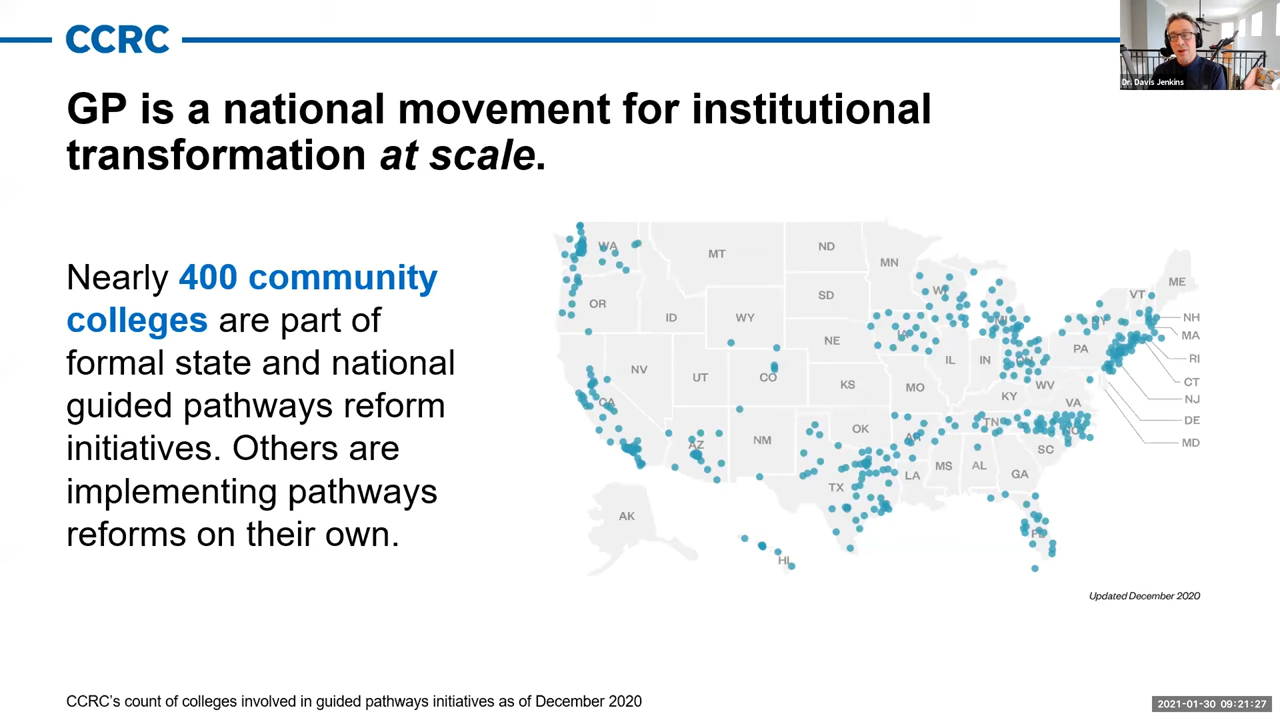 CCRC
Dr. Davis Jenkins
GP is a national movement for institutional
transformation at scale.
Nearly 400 community
colleges are part of
formal state and national
guided pathways reform
initiatives. Others are
implementing pathways
reforms on their own.
WA
MT
ND
MN
OR
ID
WY
SD
WI
MI
NY
VT
ME
NH
MA
RI
CT
NJ
DE
MD
NV
UT
CO
NE
KS
IA
MO
IL
IN
OH
PA
WV
KY
VA
CA
AZ
NM
OK
AR
TN
NC
SC
TX
LA
MS
AL
GA
FL
AK
HI
Updated December 2020
CCRC's count of colleges involved in guided pathways initiatives as of December 2020
2021-01-30 09:21:27